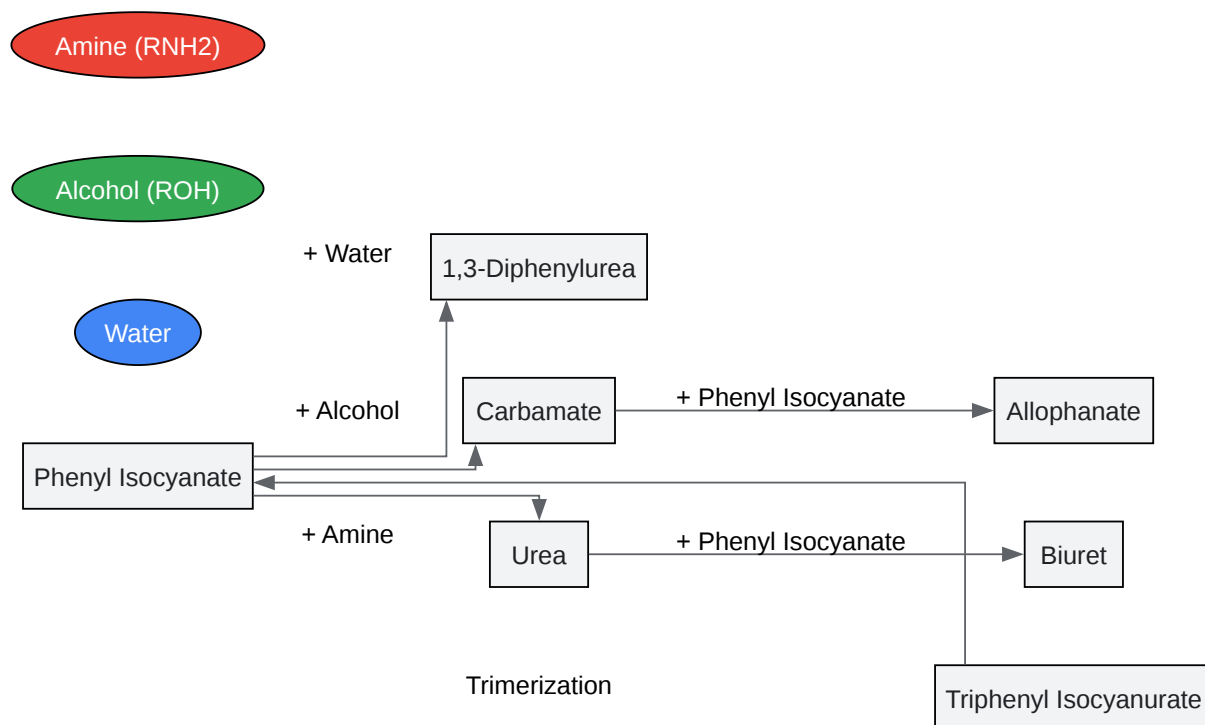 Amine (RNH2)
Alcohol (ROH)
+ Water
1,3-Diphenylurea
Water
+ Alcohol
Carbamate
+ Phenyl Isocyanate
Allophanate
Phenyl Isocyanate
+ Amine
Urea
+ Phenyl Isocyanate
Biuret
Trimerization
Triphenyl Isocyanurate